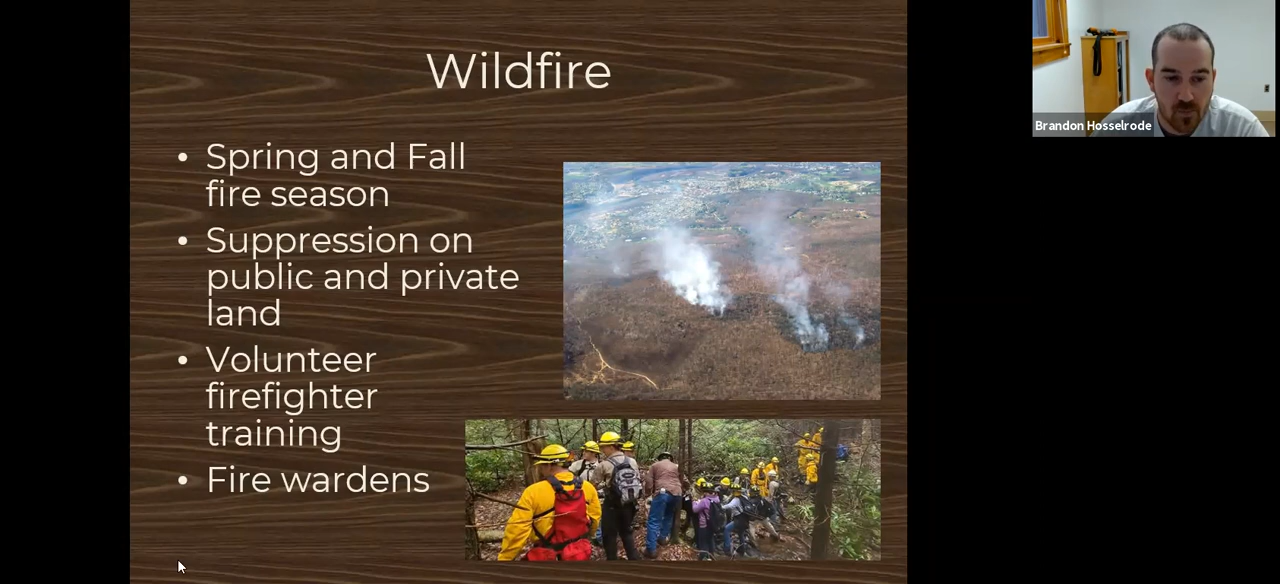 Wildfire
• Spring and Fall
fire season
• Suppression on
public and private
land
• Volunteer
firefighter
training
• Fire wardens
Brandon Hosselrode